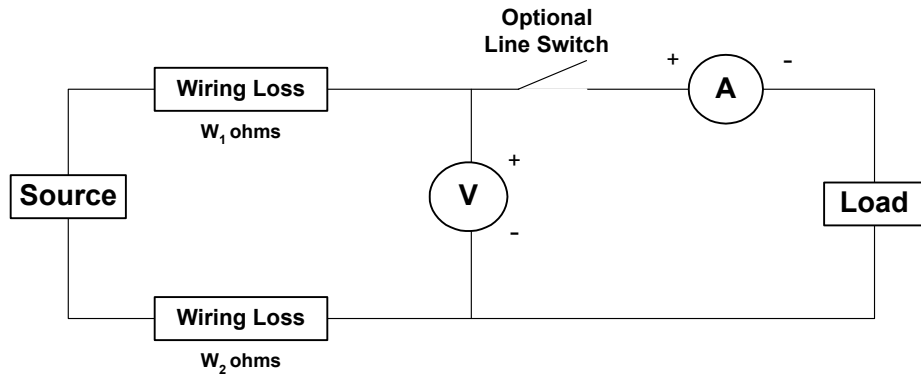 Optional
Line Switch
+
-
Wiring Loss
A
W₁ ohms
Source
V
+
-
Load
Wiring Loss
W₂ ohms